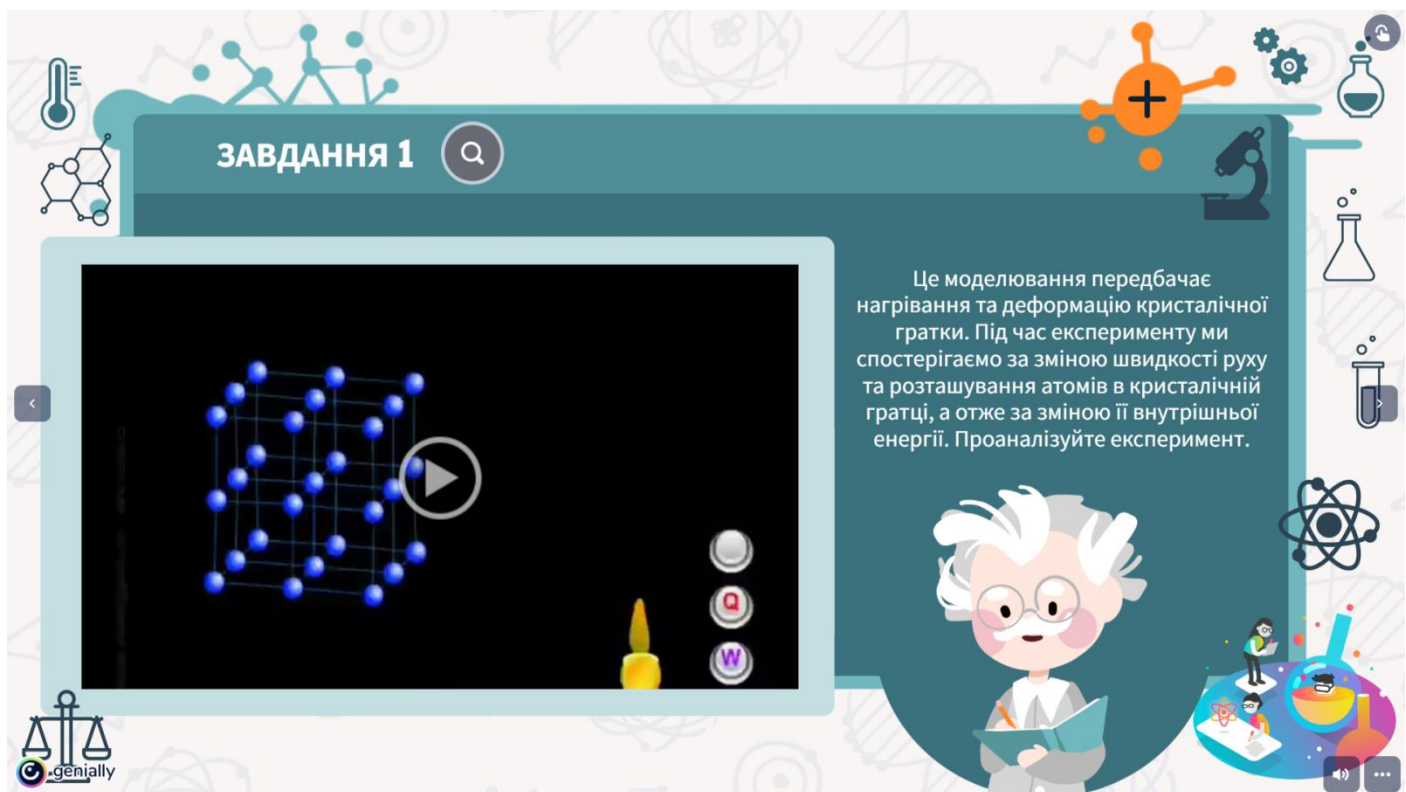 ЗАВДАННЯ 1
Це моделювання передбачає
нагрівання та деформацію кристалічної
гратки. Під час експерименту ми
спостерігаємо за зміною швидкості руху
та розташування атомів в кристалічній
гратці, а отже за зміною її внутрішньої
енергії. Проаналізуйте експеримент.
Q
W
genially